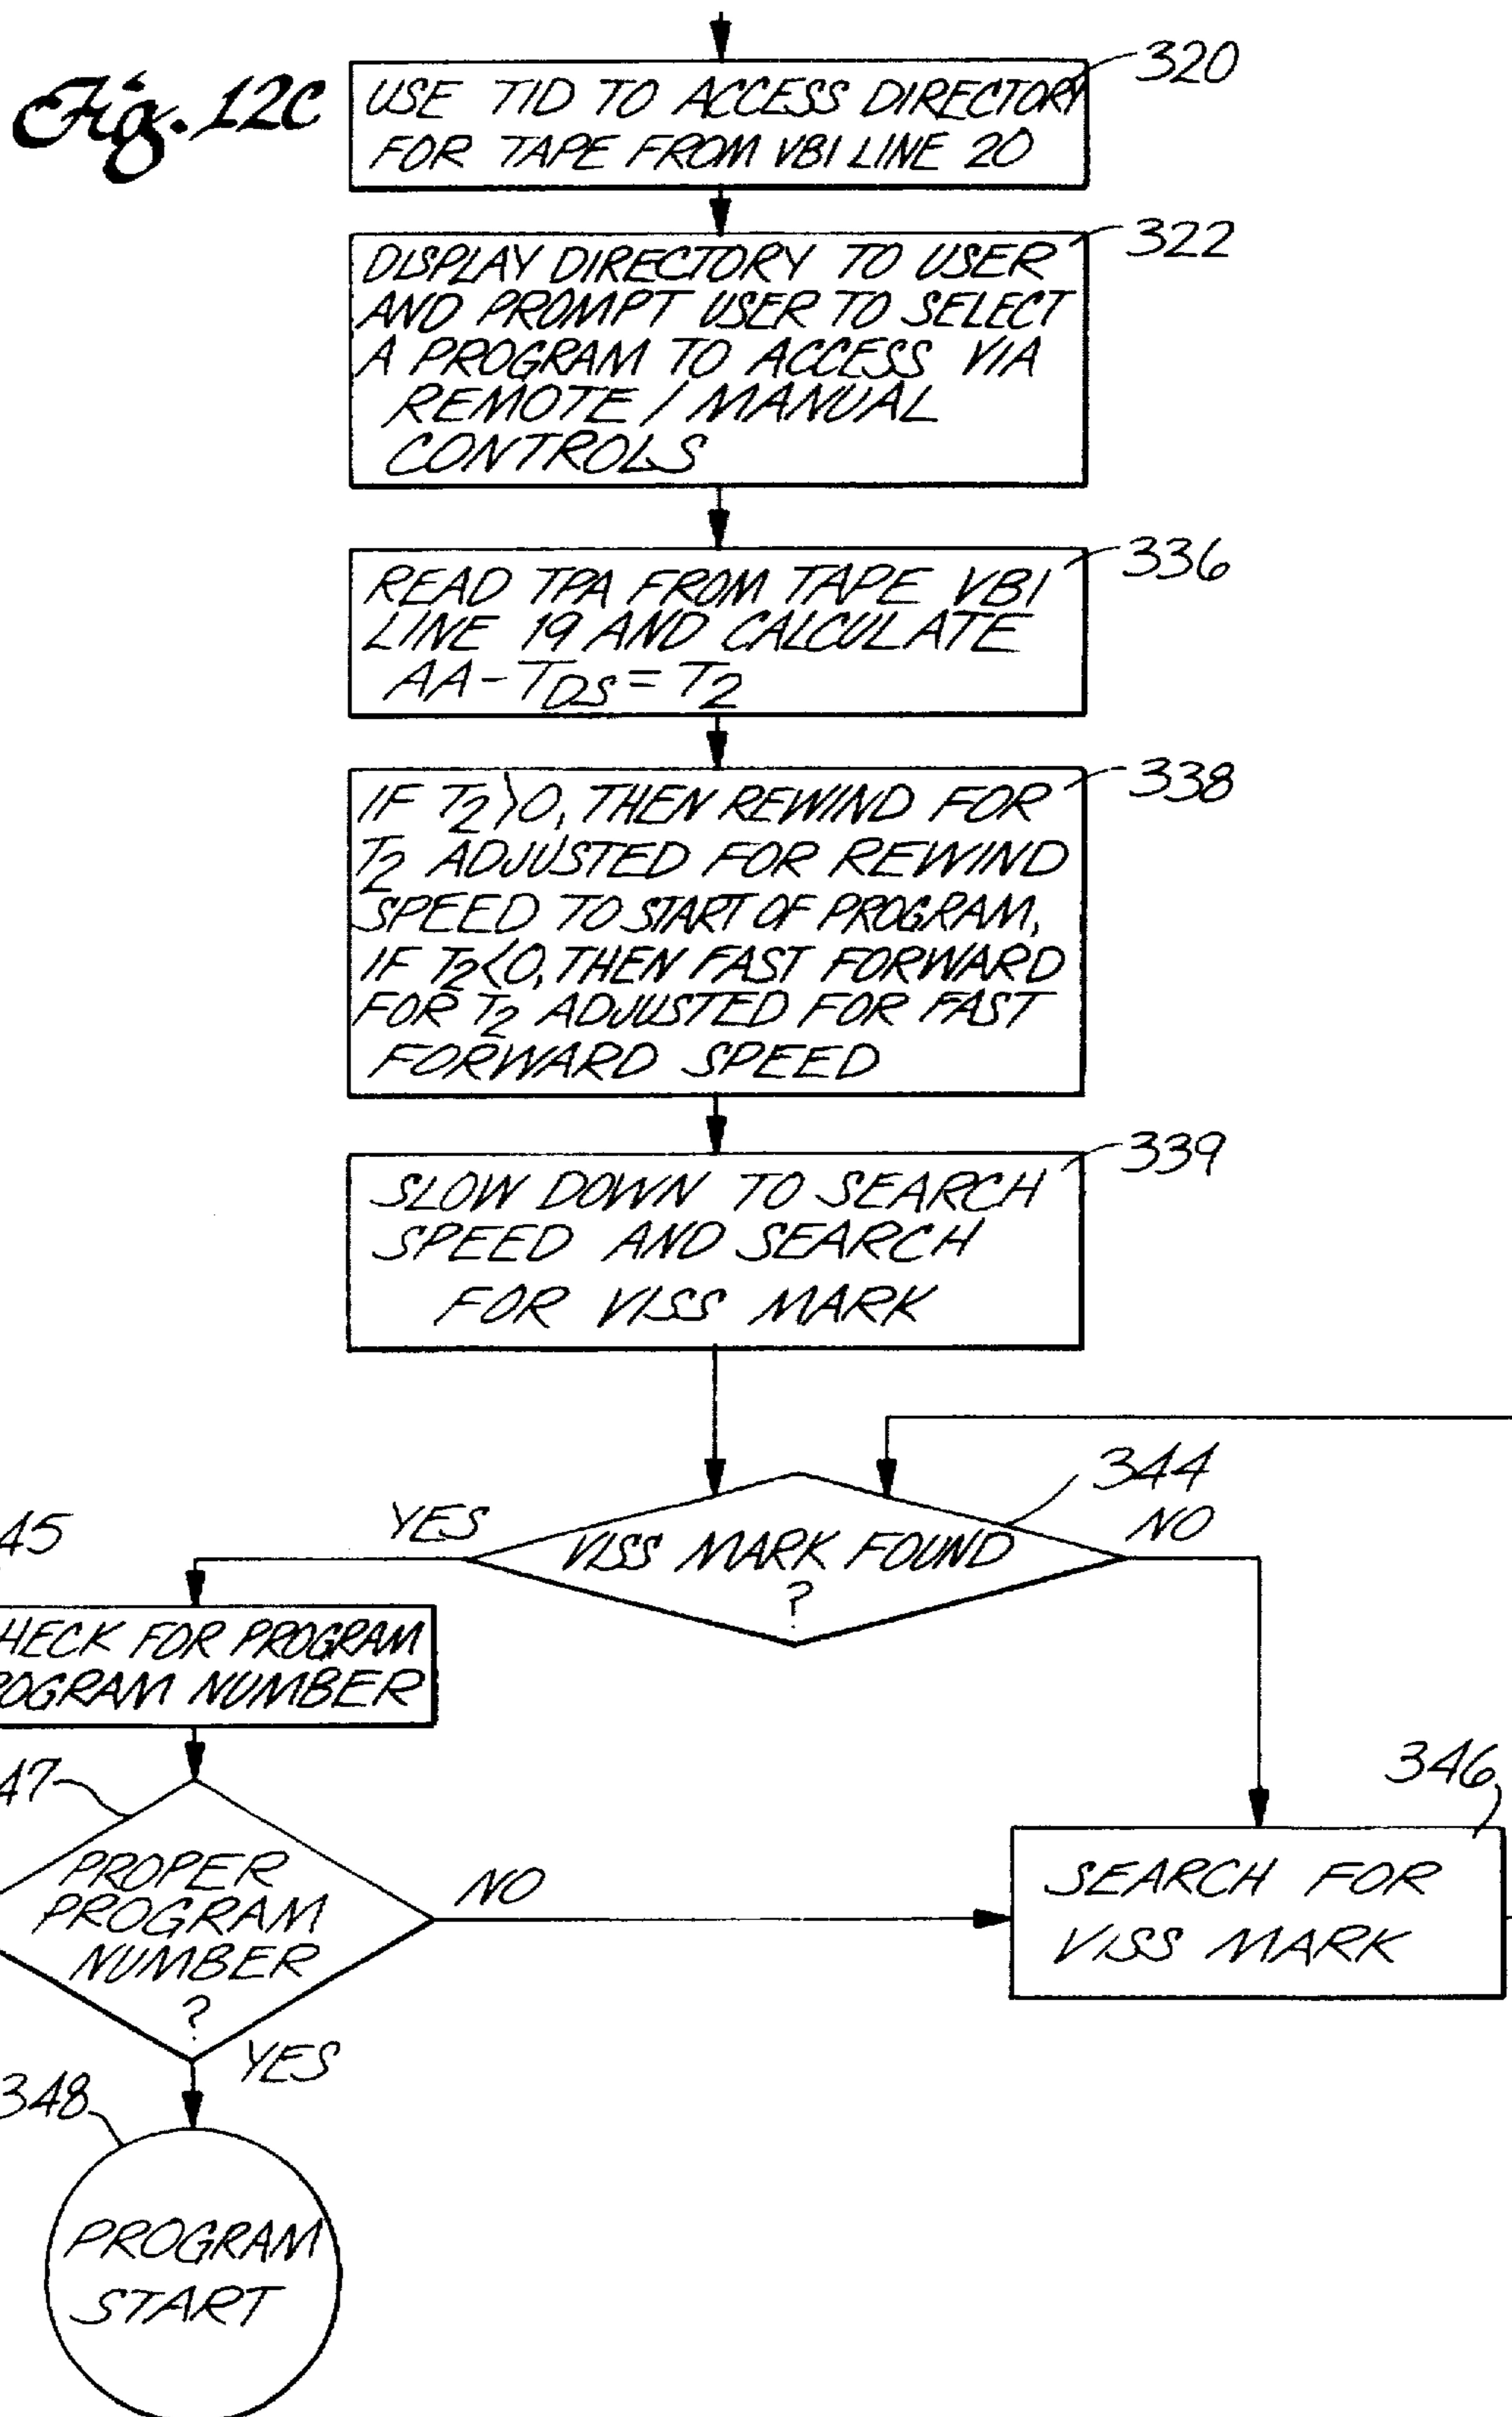 Fig. 12C
320
USE TID TO ACCESS DIRECTORY
FOR TAPE FROM VBI LINE 20
322
DISPLAY DIRECTORY TO USER
AND PROMPT USER TO SELECT
A PROGRAM TO ACCESS VIA
REMOTE / MANUAL
CONTROLS
336
READ TPA FROM TAPE VBI
LINE 19 AND CALCULATE
AA-TDS=T2
338
IF T2>0, THEN REWIND FOR
T2 ADJUSTED FOR REWIND
SPEED TO START OF PROGRAM,
IF T2<0, THEN FAST FORWARD
FOR T2 ADJUSTED FOR FAST
FORWARD SPEED
339
SLOW DOWN TO SEARCH
SPEED AND SEARCH
FOR VISS MARK
344
YES
NO
VISS MARK FOUND
?
45
HECK FOR PROGRAM
OGRAM NUMBER
47
PROPER
PROGRAM
NUMBER
?
NO
YES
346
SEARCH FOR
VISS MARK
348
PROGRAM
START